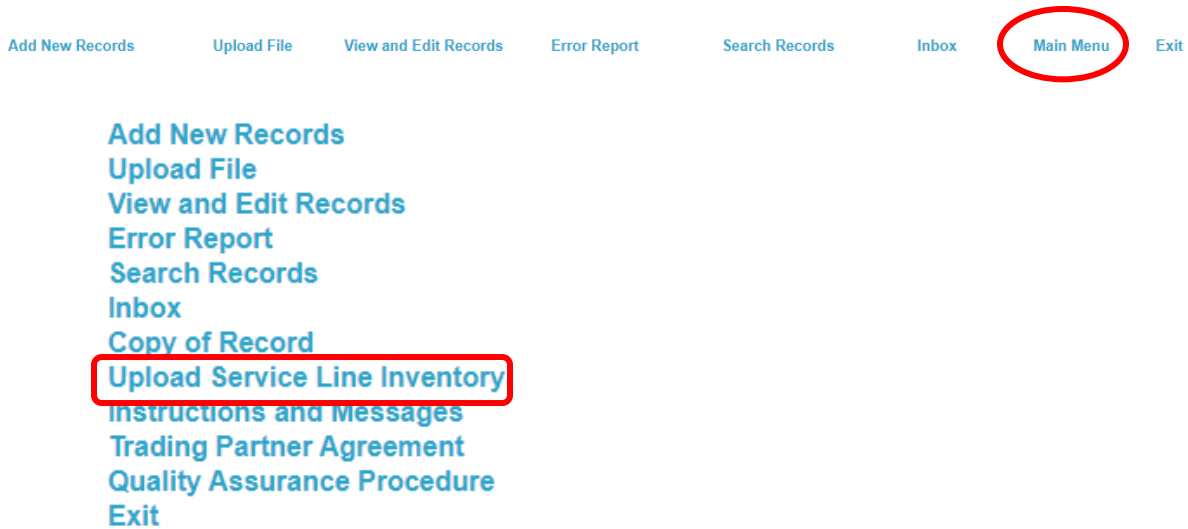 Add New Records Upload File View and Edit Records Error Report Search Records Inbox Main Menu Exit
Add New Records
Upload File
View and Edit Records
Error Report
Search Records
Inbox
Copy of Record
Upload Service Line Inventory
Instructions and Messages
Trading Partner Agreement
Quality Assurance Procedure
Exit